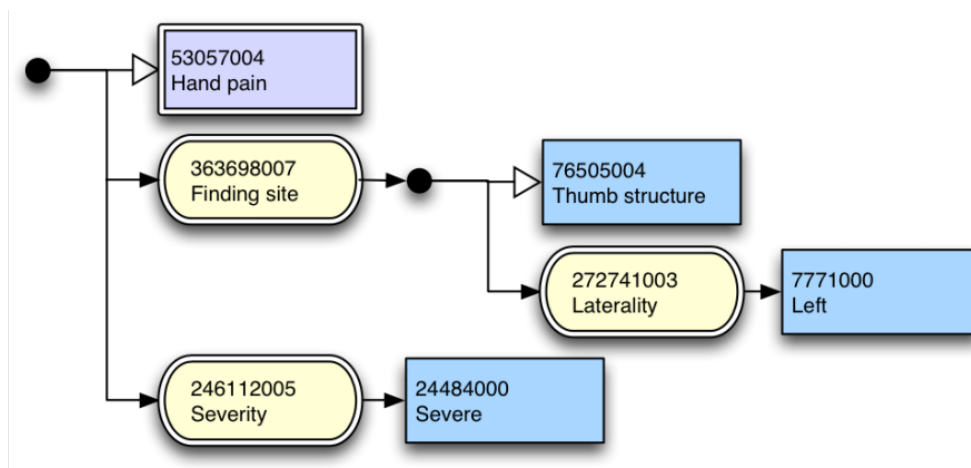 53057004
Hand pain
363698007
Finding site
76505004
Thumb structure
272741003
Laterality
7771000
Left
246112005
Severity
24484000
Severe